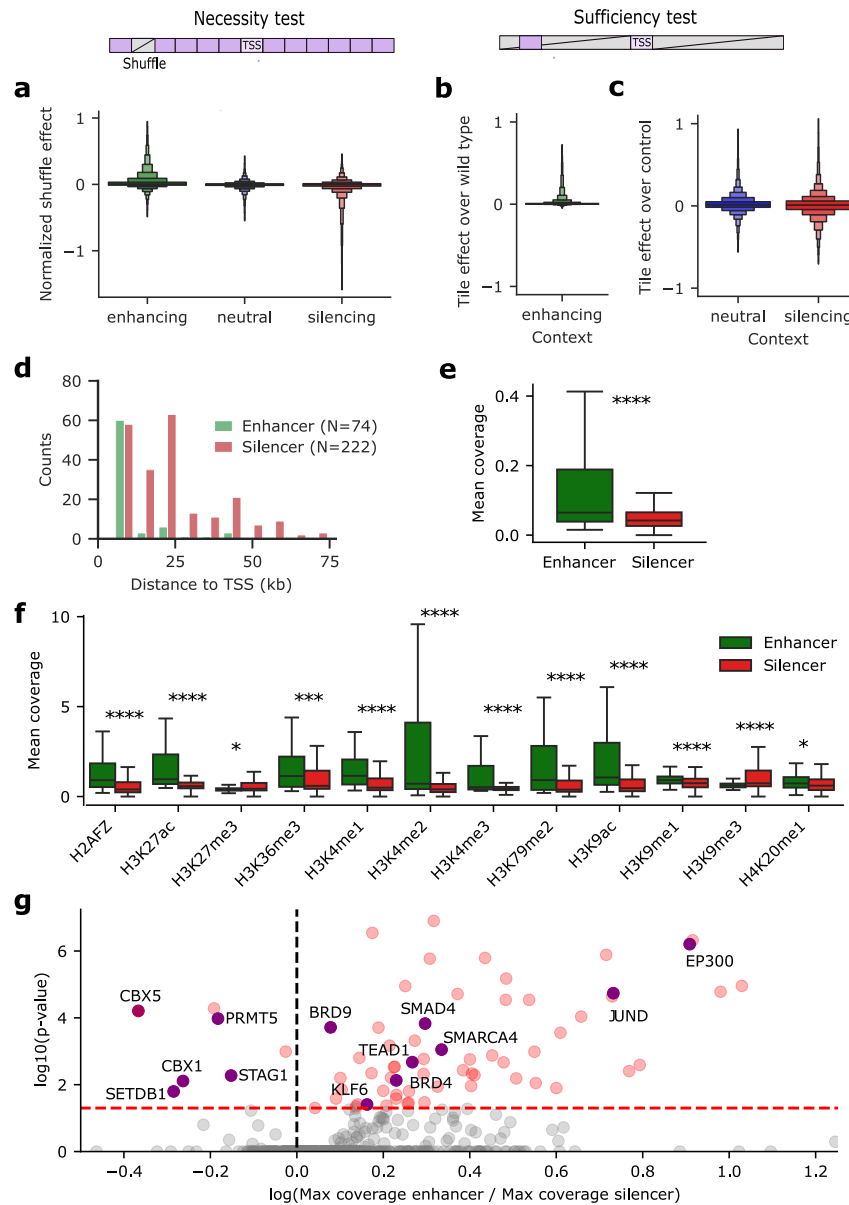 Necessity test
Sufficiency test
TSS
TSS
Shuffle
a
b
c
Normalized shuffle effect
1
0
−1
enhancing neutral silencing
Tile effect over wild type
1
0
−1
enhancing
Context
Tile effect over control
1
0
−1
neutral silencing
Context
d
Counts
80
60
40
20
0
Enhancer (N=74)
Silencer (N=222)
0 25 50 75
Distance to TSS (kb)
e
Mean coverage
0.4
0.2
0.0
****
Enhancer Silencer
f
Mean coverage
10
5
0
**** **** * *** **** **** **** **** **** **** **** *
Enhancer
Silencer
H2AFZ
H3K27ac
H3K27me3
H3K36me3
H3K4me1
H3K4me2
H3K4me3
H3K79me2
H3K9ac
H3K9me1
H3K9me3
H4K20me1
g
log10(p-value)
6
4
2
0
EP300
CBX5
PRMT5
BRD9
SMAD4
JUND
SMARCA4
TEAD1
CBX1
STAG1
BRD4
SETDB1
KLF6
−0.4 −0.2 0.0 0.2 0.4 0.6 0.8 1.0 1.2
log(Max coverage enhancer / Max coverage silencer)